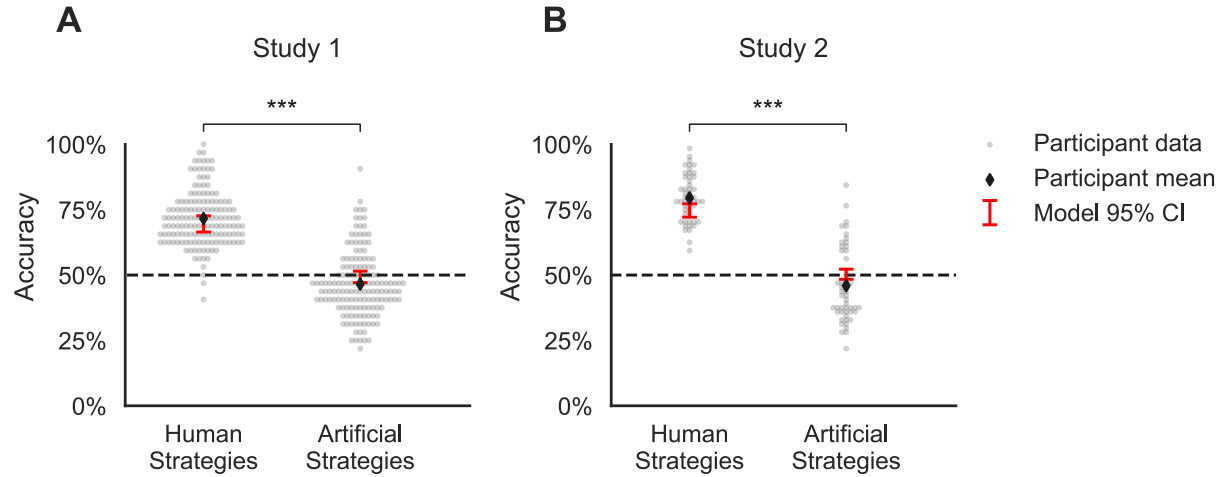 A
Study 1
***
100%
75%
50%
25%
0%
Accuracy
Human
Strategies
Artificial
Strategies
B
Study 2
***
100%
75%
50%
25%
0%
Accuracy
Human
Strategies
Artificial
Strategies
Participant data
Participant mean
Model 95% CI